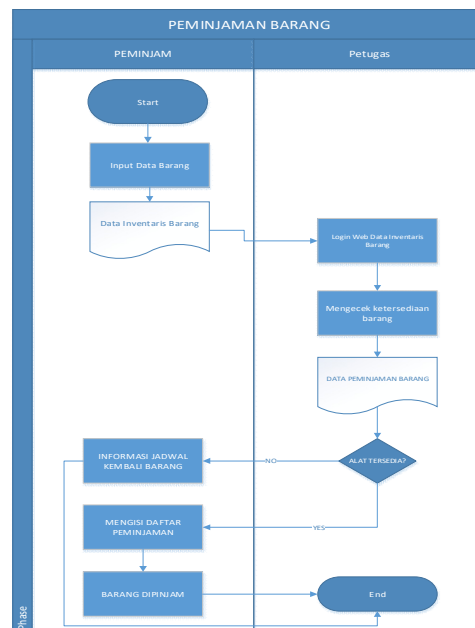 PEMINJAMAN BARANG
PEMINJAM
Petugas
Start
Input Data Barang
Data Inventaris Barang
Login Web Data Inventaris
Barang
Mengecek ketersediaan
barang
DATA PEMINJAMAN BARANG
ALAT TERSEDIA?
NO
INFORMASI JADWAL
KEMBALI BARANG
YES
MENGISI DAFTAR
PEMINJAMAN
BARANG DIPINJAM
End
Phase